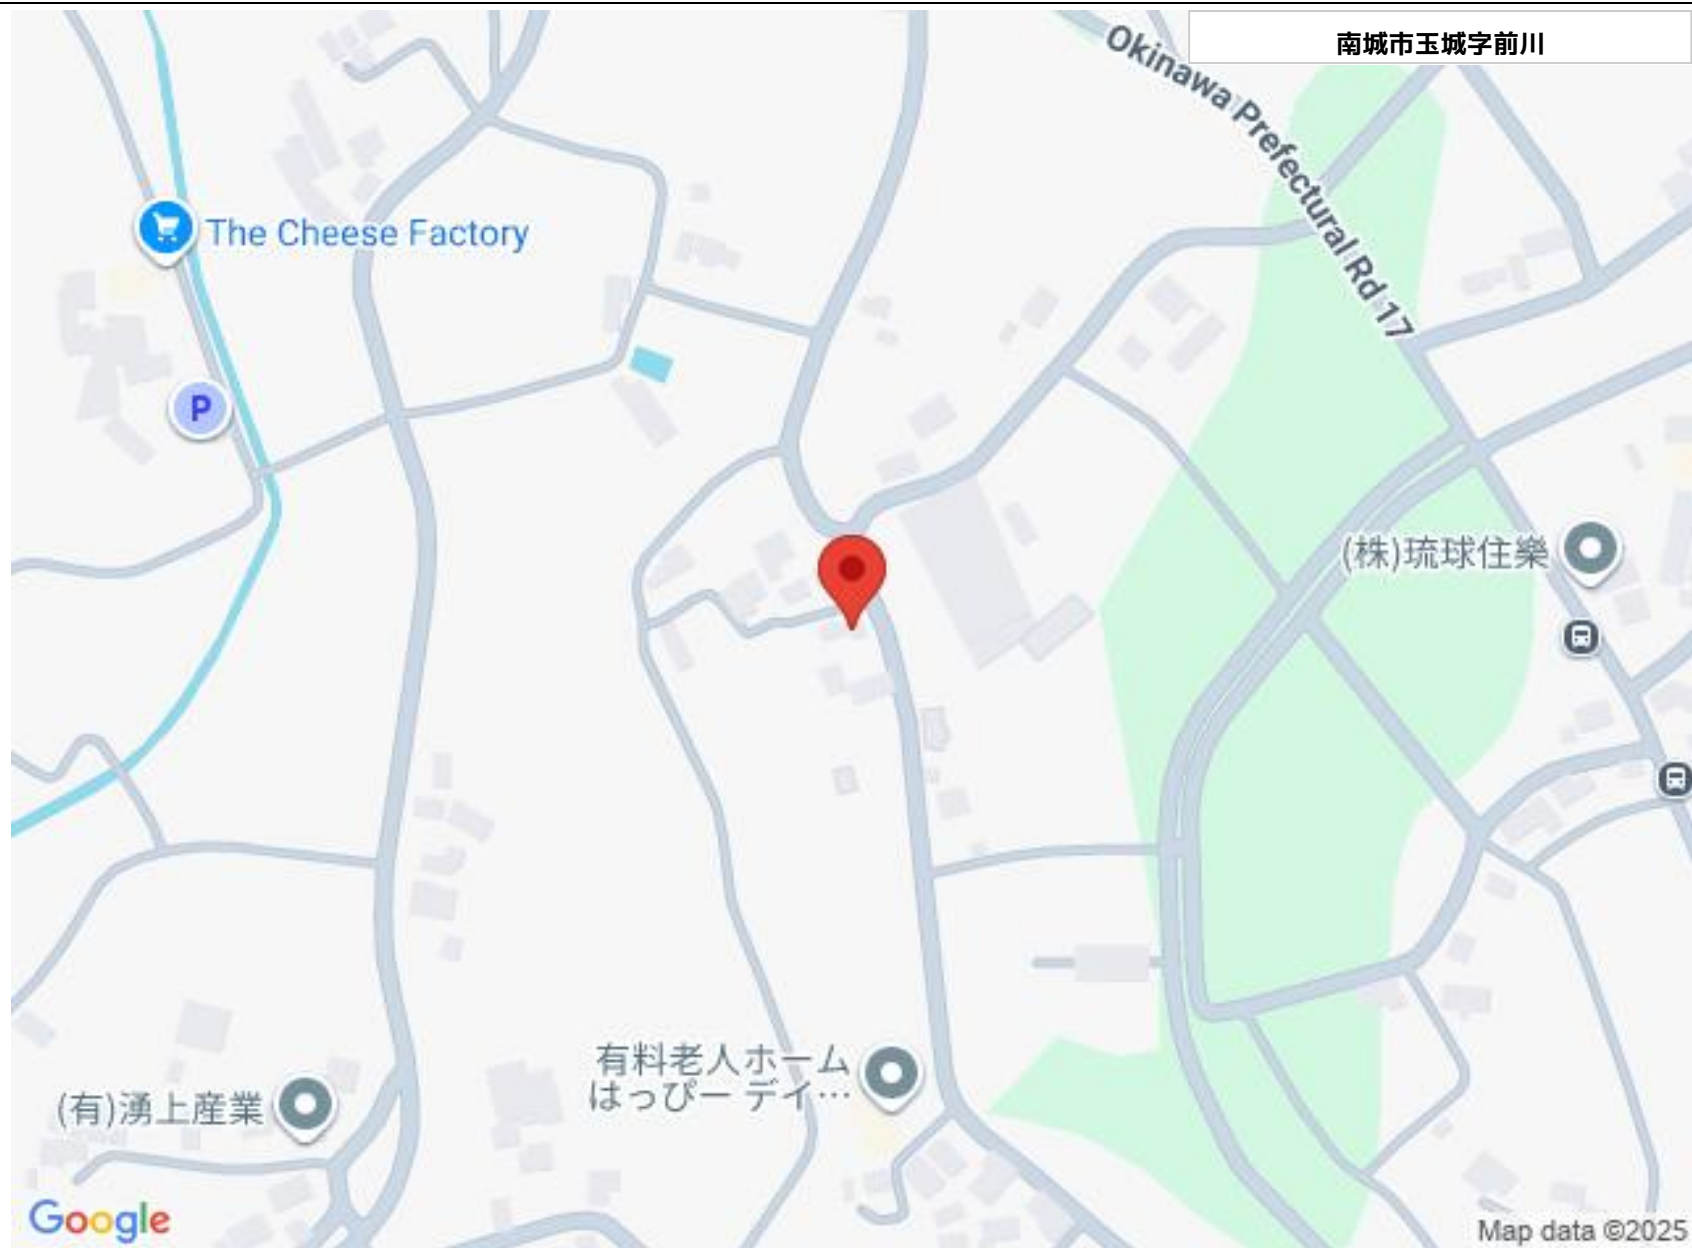 南城市玉城字前川
Okinawa Prefectural Rd 17
The Cheese Factory
P
(株)琉球住樂
有料老人ホーム
はっぴー デイ…
(有)湧上産業
Google
Map data ©2025